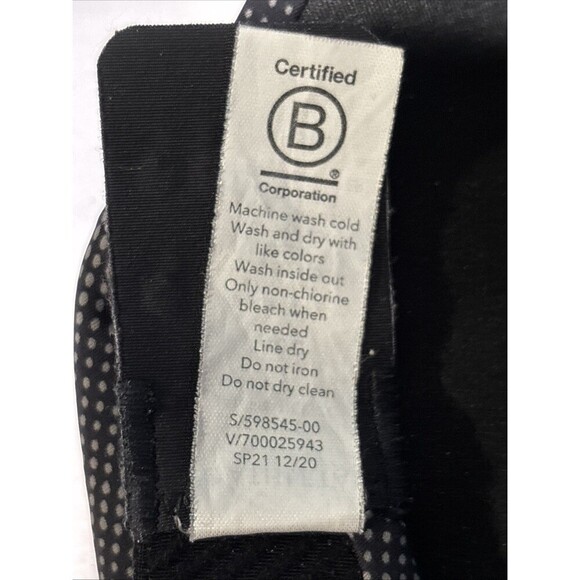 Certified
B
®
Corporation
Machine wash cold
Wash and dry with
like colors
Wash inside out
Only non-chlorine
bleach when
needed
Line dry
Do not iron
Do not dry clean
S/598545-00
V/700025943
SP21 12/20